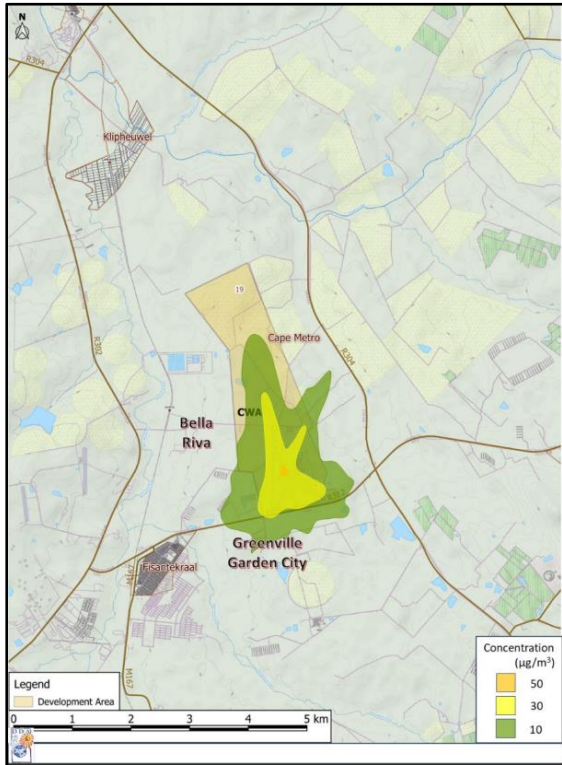 N
R304
Klipheuwel
19
Cape Metro
R304
R302
CWA
Bella
Riva
R312
Greenville
Garden City
Fisantekraal
M167
Concentration
(µg/m³)
50
30
10
Legend
Development Area
0 1 2 3 4 5 km